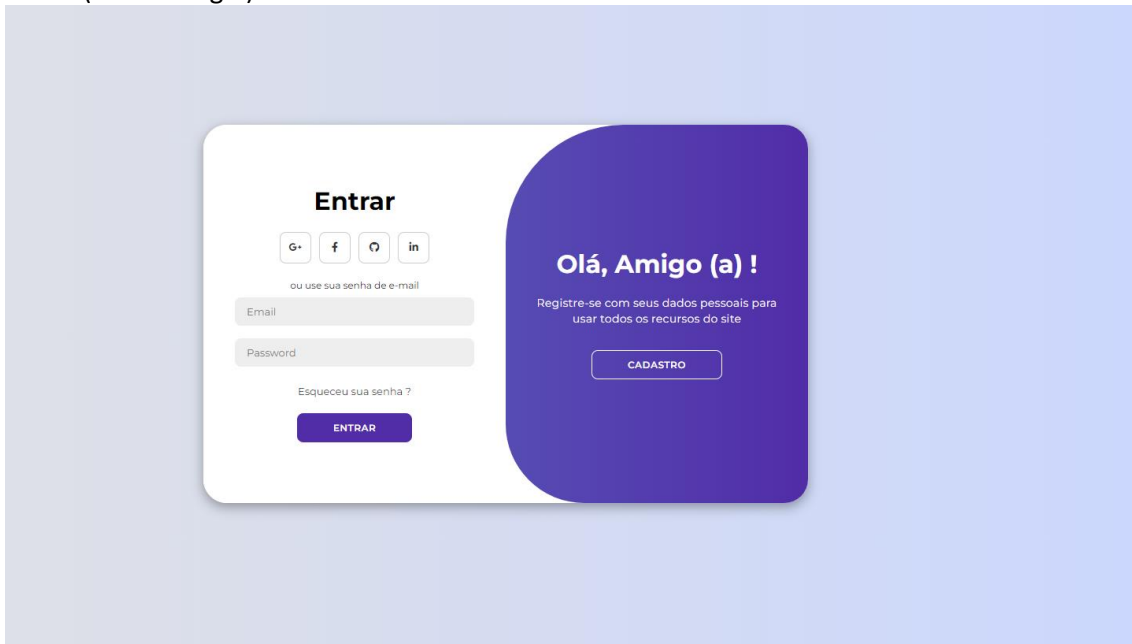 Entrar
G+ f in
ou use sua senha de e-mail
Email
Password
Esqueceu sua senha ?
ENTRAR
Olá, Amigo (a) !
Registre-se com seus dados pessoais para
usar todos os recursos do site
CADASTRO